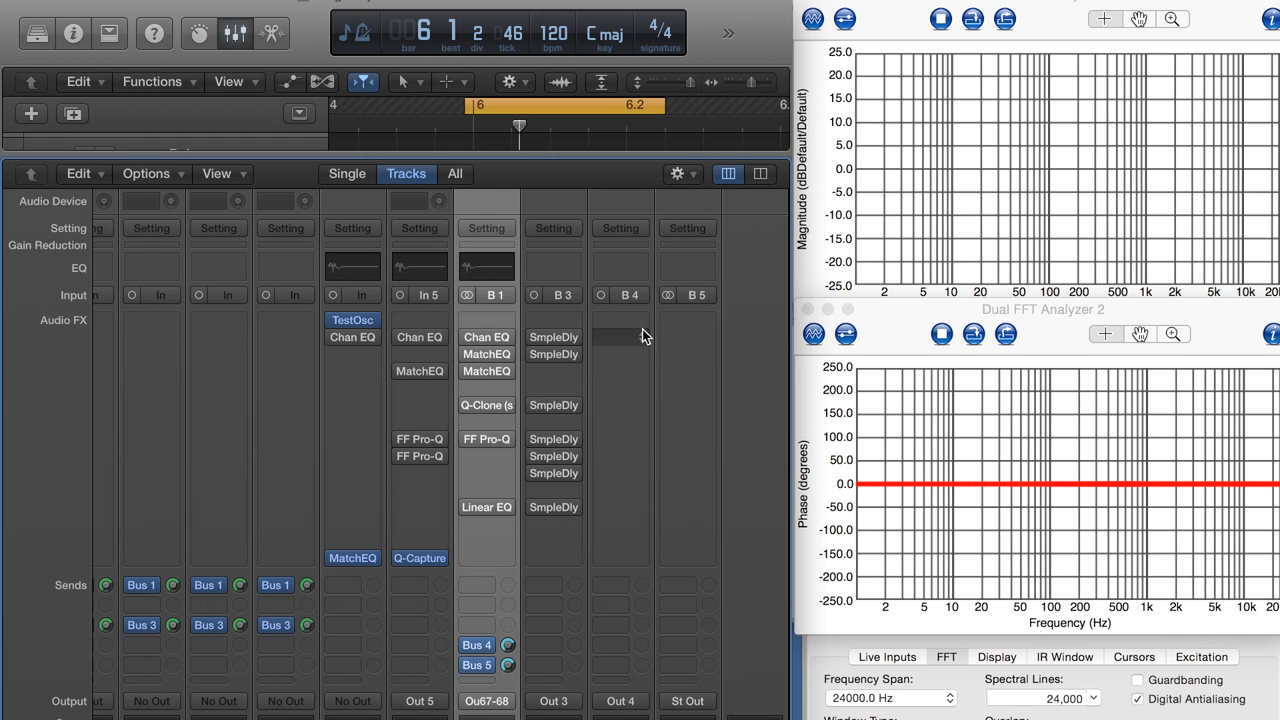 6 1 2 46 120 C maj 4/4
bar beat div tick bpm key signature
Edit Functions View
4 6 6.2 6.
Edit Options View Single Tracks All
Audio Device
Setting Setting Setting Setting Setting Setting Setting Setting Setting Setting
Gain Reduction
EQ
Input In In In In In 5 B 1 B 3 B 4 B 5
Audio FX TestOsc
Chan EQ Chan EQ Chan EQ SmpleDly
MatchEQ SmpleDly
MatchEQ MatchEQ
Q-Clone (s SmpleDly
FF Pro-Q FF Pro-Q SmpleDly
FF Pro-Q SmpleDly
SmpleDly
Linear EQ SmpleDly
MatchEQ Q-Capture
Sends Bus 1 Bus 1 Bus 1
Bus 3 Bus 3 Bus 3
Bus 4
Bus 5
Output No Out No Out No Out Out 5 Ou67-68 Out 3 Out 4 St Out
Magnitude (dBDefault/Default)
25.0
20.0
15.0
10.0
5.0
0.0
-5.0
-10.0
-15.0
-20.0
-25.0
2 5 10 20 50 100 200 500 1k 2k 5k 10k 20
Dual FFT Analyzer 2
Phase (degrees)
250.0
200.0
150.0
100.0
50.0
0.0
-50.0
-100.0
-150.0
-200.0
-250.0
2 5 10 20 50 100 200 500 1k 2k 5k 10k 20
Frequency (Hz)
Live Inputs FFT Display IR Window Cursors Excitation
Frequency Span: Spectral Lines: Guardbanding
24000.0 Hz 24,000 Digital Antialiasing